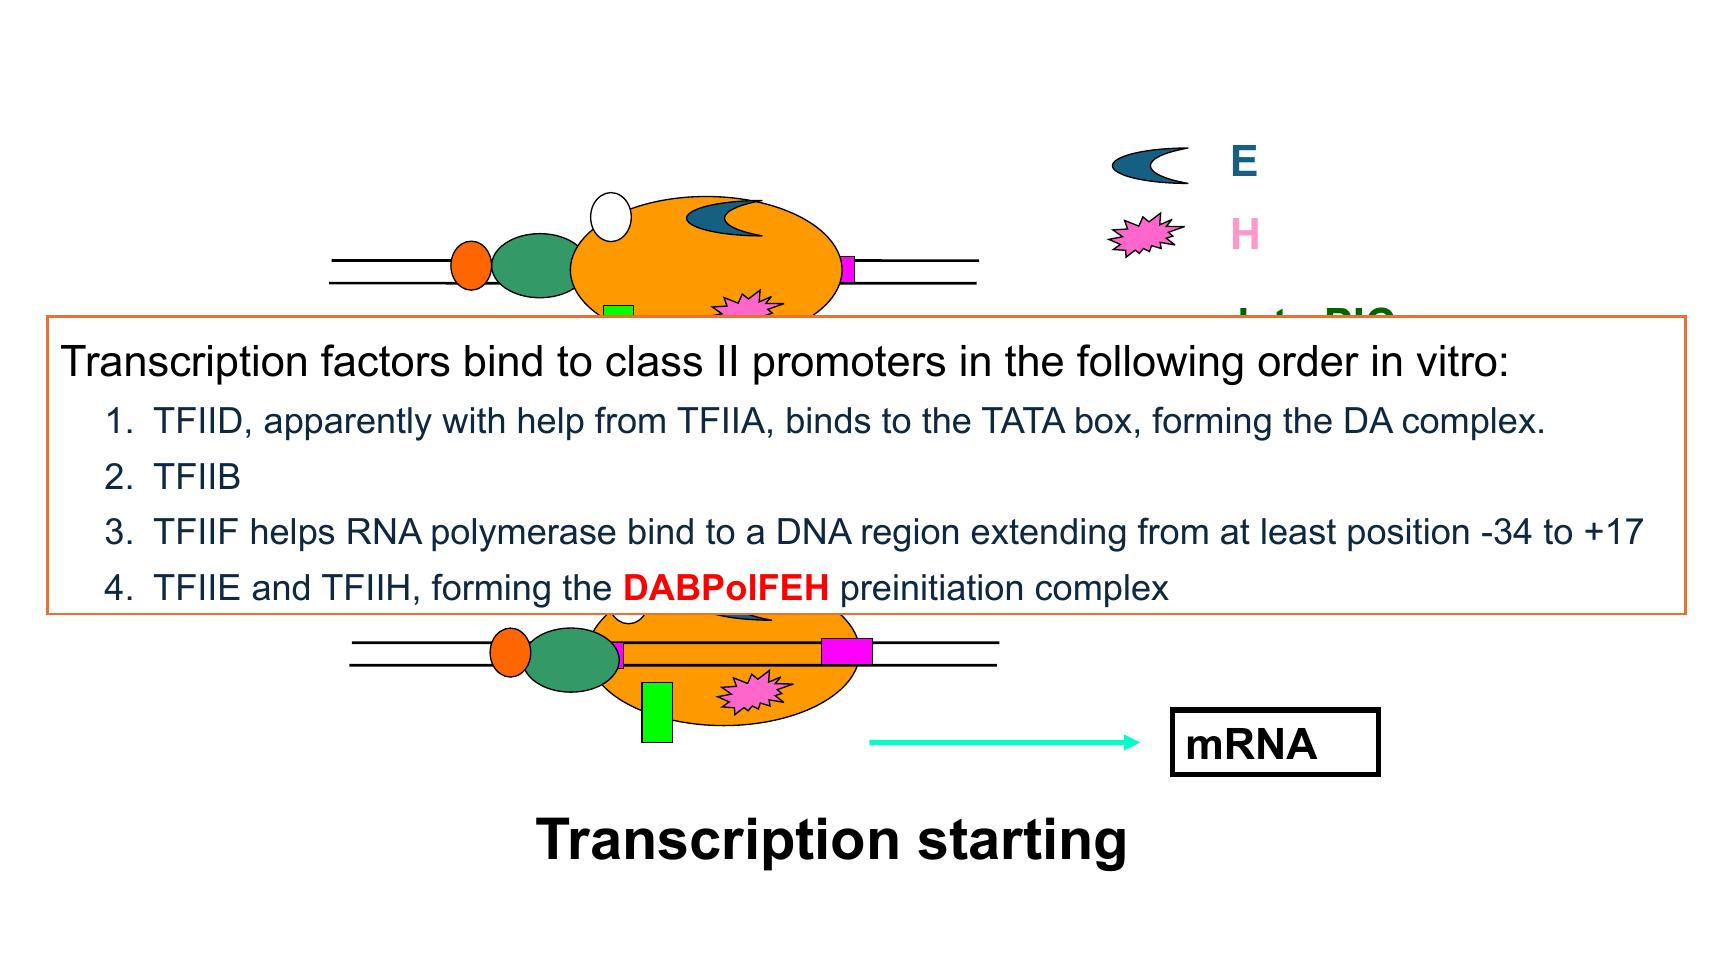 E
H
Transcription factors bind to class II promoters in the following order in vitro:
1. TFIID, apparently with help from TFIIA, binds to the TATA box, forming the DA complex.
2. TFIIB
3. TFIIF helps RNA polymerase bind to a DNA region extending from at least position -34 to +17
4. TFIIE and TFIIH, forming the DABPolFEH preinitiation complex
mRNA
Transcription starting